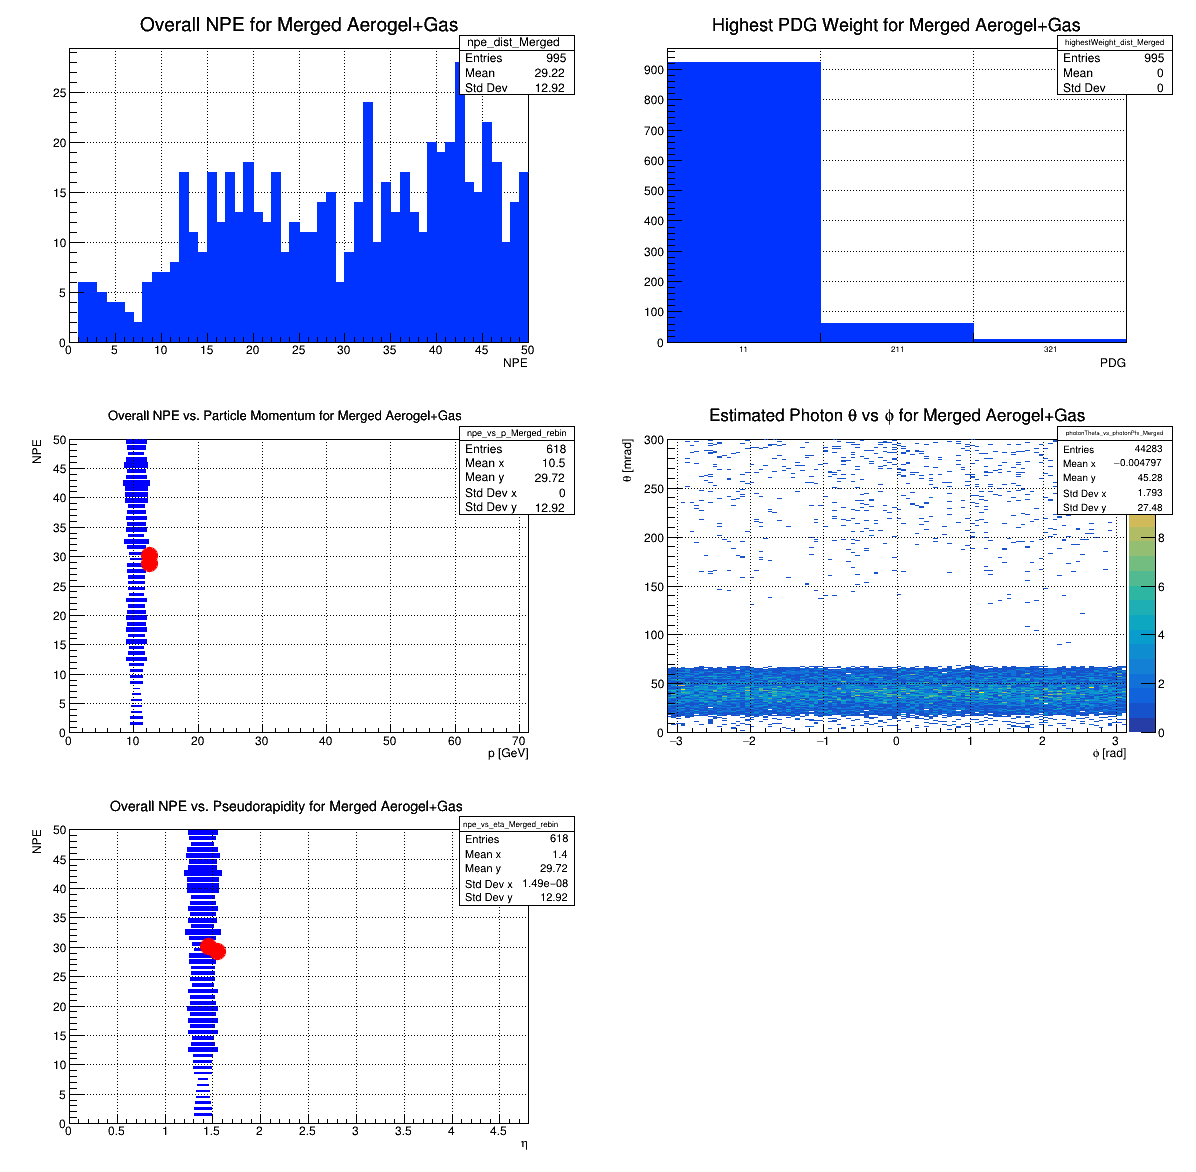 Overall NPE for Merged Aerogel+Gas
npe_dist_Merged
Entries 995
Mean 29.22
Std Dev 12.92
25
20
15
10
5
0
0 5 10 15 20 25 30 35 40 45 50
NPE
Highest PDG Weight for Merged Aerogel+Gas
highestWeight_dist_Merged
Entries 995
Mean 0
Std Dev 0
900
800
700
600
500
400
300
200
100
0
11 211 321
PDG
Overall NPE vs. Particle Momentum for Merged Aerogel+Gas
npe_vs_p_Merged_rebin
Entries 618
Mean x 10.5
Mean y 29.72
Std Dev x 0
Std Dev y 12.92
NPE
50
45
40
35
30
25
20
15
10
5
0
0 10 20 30 40 50 60 70
p [GeV]
Estimated Photon θ vs ϕ for Merged Aerogel+Gas
photonTheta_vs_photonPhi_Merged
Entries 44283
Mean x −0.004797
Mean y 45.28
Std Dev x 1.793
Std Dev y 27.48
θ [mrad]
300
250
200
150
100
50
0
−3 −2 −1 0 1 2 3
ϕ [rad]
8
6
4
2
0
Overall NPE vs. Pseudorapidity for Merged Aerogel+Gas
npe_vs_eta_Merged_rebin
Entries 618
Mean x 1.4
Mean y 29.72
Std Dev x 1.49e−08
Std Dev y 12.92
NPE
50
45
40
35
30
25
20
15
10
5
0
0 0.5 1 1.5 2 2.5 3 3.5 4 4.5
η